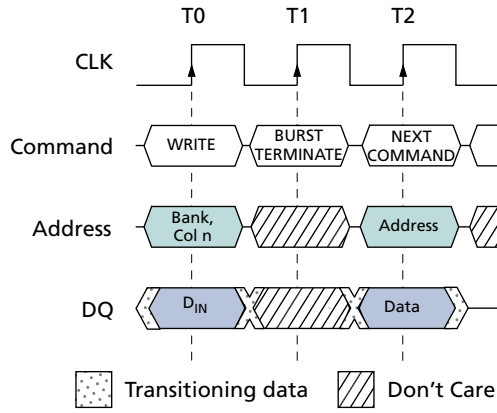 T0 T1 T2
CLK
Command WRITE BURST TERMINATE NEXT COMMAND
Address Bank, Col n Address
DQ DIN Data
Transitioning data Don't Care